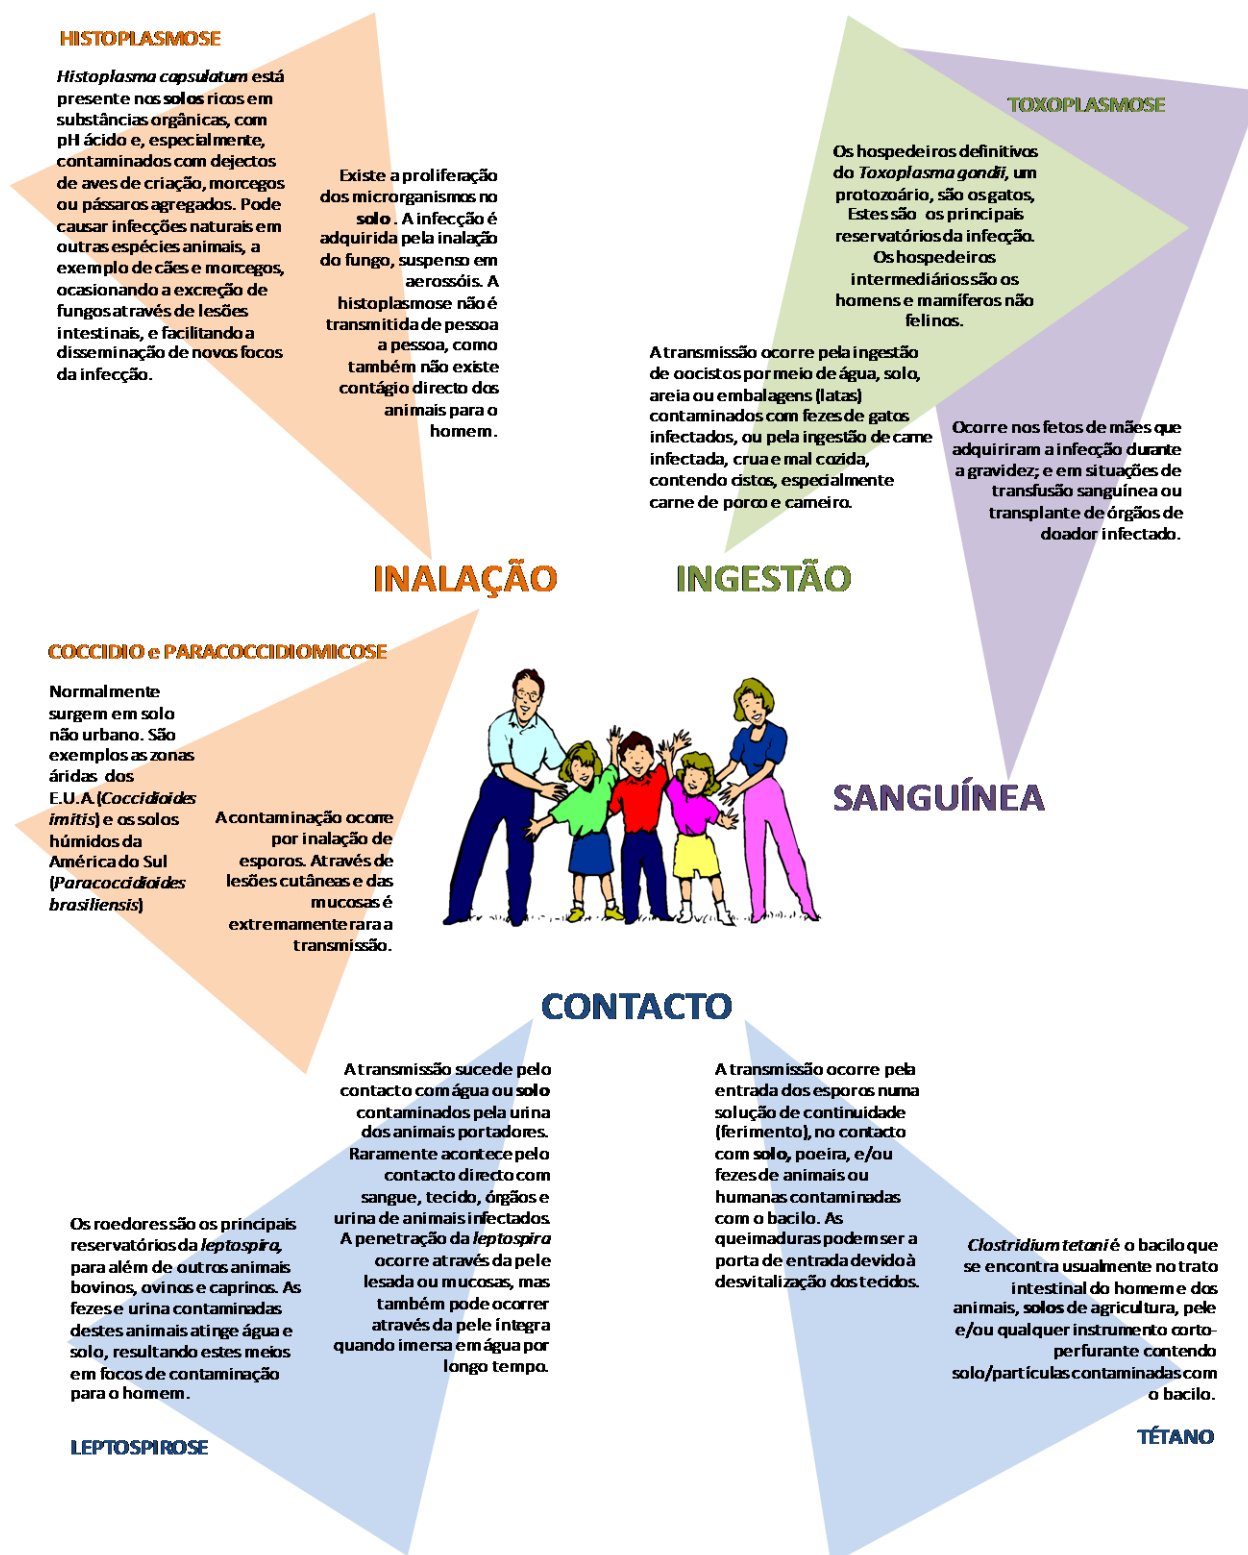 HISTOPLASMOSE
Histoplasma capsulatum está
presente nos solos ricos em
substâncias orgânicas, com
pH ácido e, especialmente,
contaminados com dejectos
de aves de criação, morcegos
ou pássaros agregados. Pode
causar infecções naturais em
outras espécies animais, a
exemplo de cães e morcegos,
ocasionando a excreção de
fungos através de lesões
intestinais, e facilitando a
disseminação de novos focos
da infecção.
Existe a proliferação
dos microrganismos no
solo . A infecção é
adquirida pela inalação
do fungo, suspenso em
aerossóis. A
histoplasmose não é
transmitida de pessoa
a pessoa, como
também não existe
contágio directo dos
animais para o
homem.
TOXOPLASMOSE
Os hospedeiros definitivos
do Toxoplasma gondii, um
protozoário, são os gatos,
Estes são os principais
reservatórios da infecção.
Os hospedeiros
intermediários são os
homens e mamíferos não
felinos.
A transmissão ocorre pela ingestão
de oocistos por meio de água, solo,
areia ou embalagens (latas)
contaminados com fezes de gatos
infectados, ou pela ingestão de carne
infectada, crua e mal cozida,
contendo cistos, especialmente
carne de porco e carneiro.
Ocorre nos fetos de mães que
adquiriram a infecção durante
a gravidez; e em situações de
transfusão sanguínea ou
transplante de órgãos de
doador infectado.
INALAÇÃO
INGESTÃO
COCCIDIO e PARACOCCIDIOMICOSE
Normalmente
surgem em solo
não urbano. São
exemplos as zonas
áridas dos
E.U.A.(Coccidioides
imitis) e os solos
húmidos da
América do Sul
(Paracoccidioides
brasiliensis)
A contaminação ocorre
por inalação de
esporos. Através de
lesões cutâneas e das
mucosas é
extremamente rara a
transmissão.
SANGUÍNEA
CONTACTO
A transmissão sucede pelo
contacto com água ou solo
contaminados pela urina
dos animais portadores.
Raramente acontece pelo
contacto directo com
sangue, tecido, órgãos e
urina de animais infectados.
A penetração da leptospira
ocorre através da pele
lesada ou mucosas, mas
também pode ocorrer
através da pele íntegra
quando imersa em água por
longo tempo.
Os roedores são os principais
reservatórios da leptospira,
para além de outros animais
bovinos, ovinos e caprinos. As
fezes e urina contaminadas
destes animais atinge água e
solo, resultando estes meios
em focos de contaminação
para o homem.
LEPTOSPIROSE
A transmissão ocorre pela
entrada dos esporos numa
solução de continuidade
(ferimento), no contacto
com solo, poeira, e/ou
fezes de animais ou
humanas contaminadas
com o bacilo. As
queimaduras podem ser a
porta de entrada devido à
desvitalização dos tecidos.
Clostridium tetani é o bacilo que
se encontra usualmente no trato
intestinal do homem e dos
animais, solos de agricultura, pele
e/ou qualquer instrumento corto-
perfurante contendo
solo/partículas contaminadas com
o bacilo.
TÉTANO